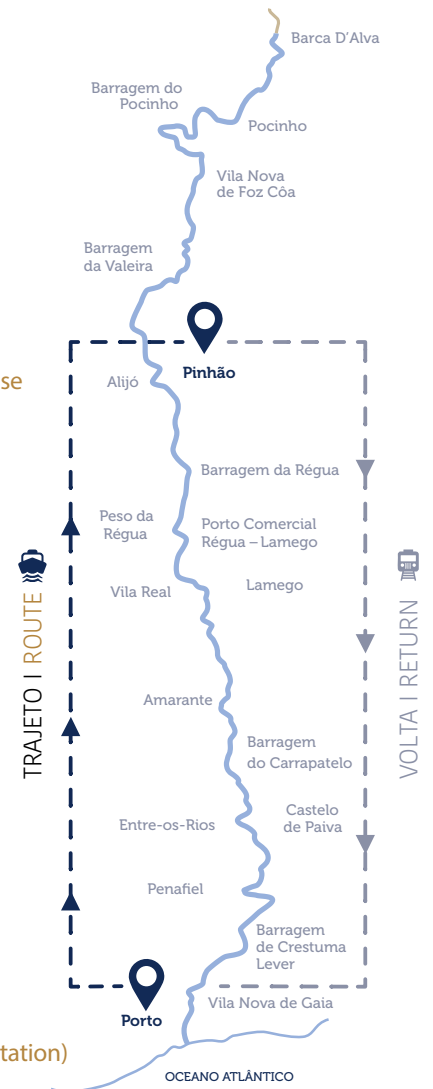 Barca D'Alva
Barragem do
Pocinho
Pocinho
Vila Nova
de Foz Côa
Barragem
da Valeira
Pinhão
se
Alijó
Barragem da Régua
Peso da
Régua
Porto Comercial
Régua – Lamego
Vila Real
Lamego
TRAJETO I ROUTE
VOLTA I RETURN
Amarante
Barragem
do Carrapatelo
Castelo
de Paiva
Entre-os-Rios
Penafiel
Barragem
de Crestuma
Lever
Vila Nova de Gaia
Porto
tation)
OCEANO ATLÂNTICO